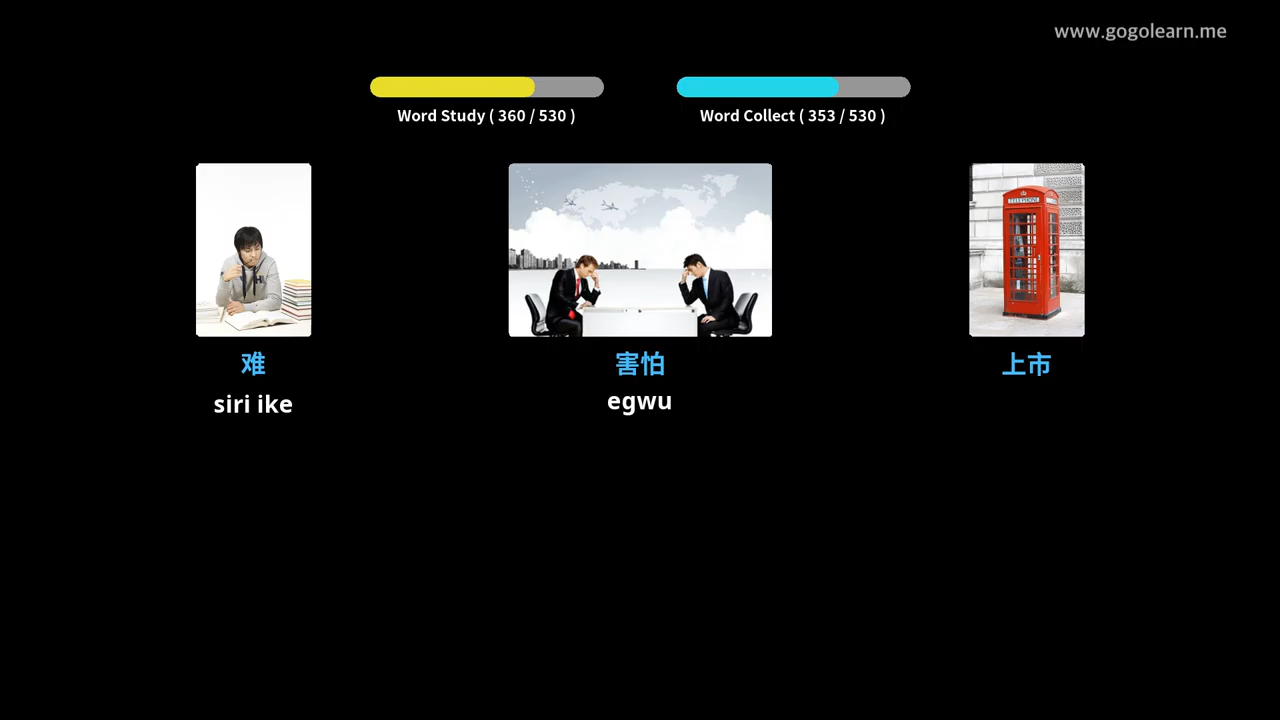 www.gogolearn.me
Word Study ( 360 / 530 )
Word Collect ( 353 / 530 )
TELEPHONE
难
害怕
上市
siri ike
egwu